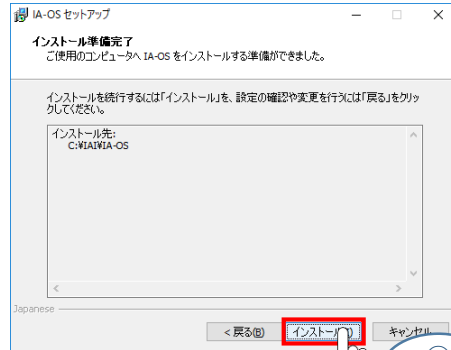 IA-OS セットアップ
インストール準備完了
ご使用のコンピュータへ IA-OS をインストールする準備ができました。
インストールを続行するには「インストール」を、設定の確認や変更を行うには「戻る」をクリッ
クしてください。
インストール先:
C:¥IAI¥IA-OS
Japanese
< 戻る(B)
インストール(I)
キャンセル